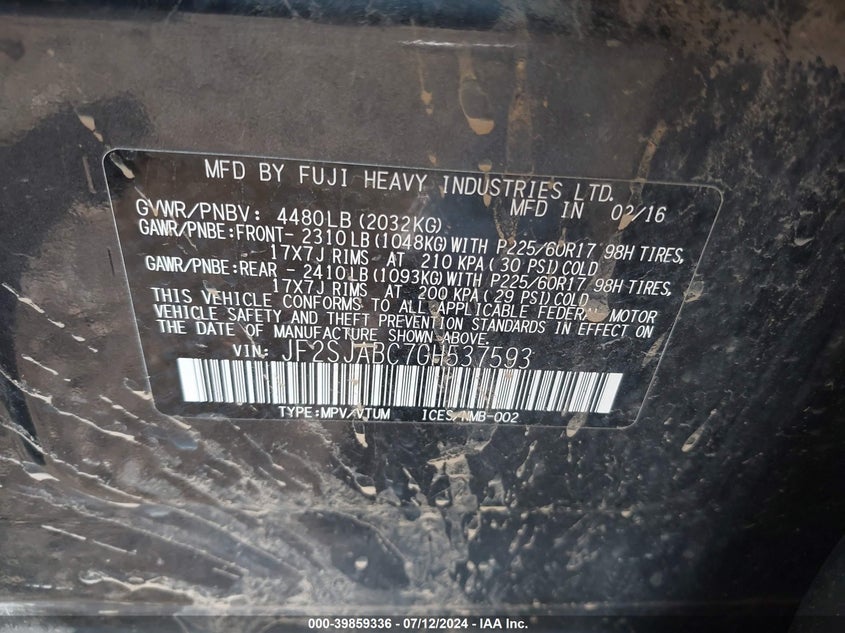 MFD BY FUJI HEAVY INDUSTRIES LTD.
MFD IN 02/16
GVWR/PNBV: 4480LB(2032KG)
GAWR/PNBE:FRONT- 2310LB(1048KG)WITH P225/60R17 98H TIRES,
17X7J RIMS AT 210 KPA(30 PSI)COLD
GAWR/PNBE:REAR - 2410LB(1093KG)WITH P225/60R17 98H TIRES,
17X7J RIMS AT 200 KPA(29 PSI)COLD
THIS VEHICLE CONFORMS TO ALL APPLICABLE FEDERAL MOTOR
VEHICLE SAFETY AND THEFT PREVENTION STANDARDS IN EFFECT ON
THE DATE OF MANUFACTURE SHOWN ABOVE.
VIN: JF2SJABC7GH537593
TYPE:MPV/VTUM ICES/NMB-002
000-39859336 - 07/12/2024 - IAA Inc.